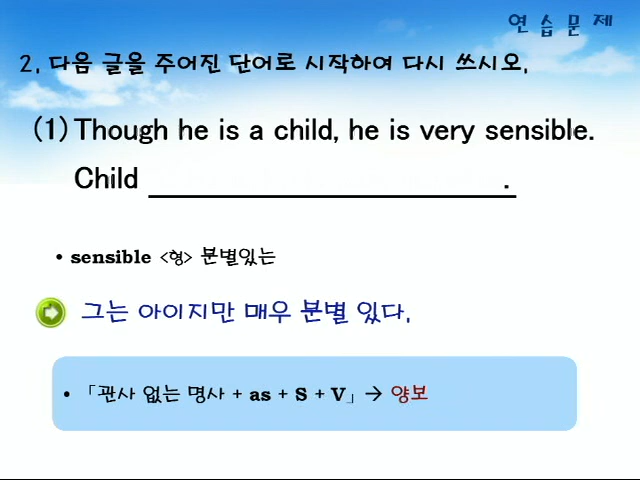 연습문제
2. 다음 글을 주어진 단어로 시작하여 다시 쓰시오.
(1) Though he is a child, he is very sensible.
Child ____________________.
• sensible <형> 분별있는
그는 아이지만 매우 분별 있다.
• 「관사 없는 명사 + as + S + V」→ 양보